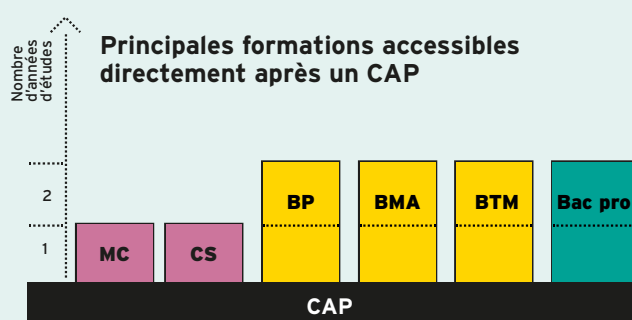 Principales formations accessibles
directement après un CAP
Nombre
d'années
d'études
2
1
MC
CS
BP
BMA
BTM
Bac pro
CAP